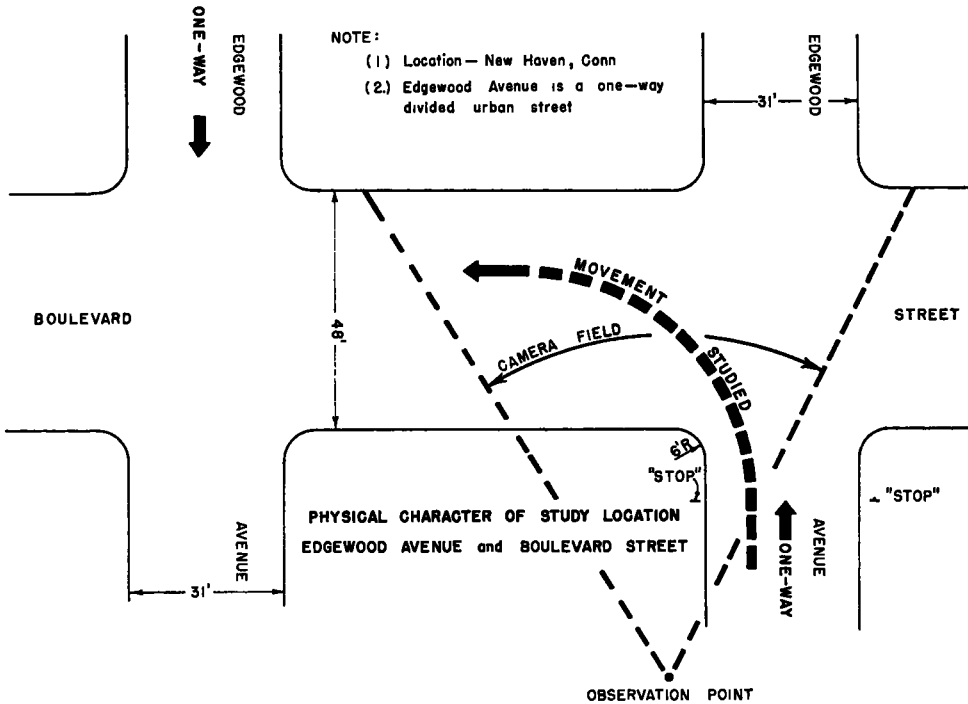 ONE-WAY
EDGEWOOD
NOTE:
(1) Location — New Haven, Conn
(2.) Edgewood Avenue is a one-way
divided urban street
31'
EDGEWOOD
BOULEVARD
48'
MOVEMENT
STUDIED
CAMERA FIELD
STREET
6'R
"STOP"
"STOP"
PHYSICAL CHARACTER OF STUDY LOCATION
EDGEWOOD AVENUE and BOULEVARD STREET
AVENUE
31'
ONE-WAY
AVENUE
OBSERVATION POINT